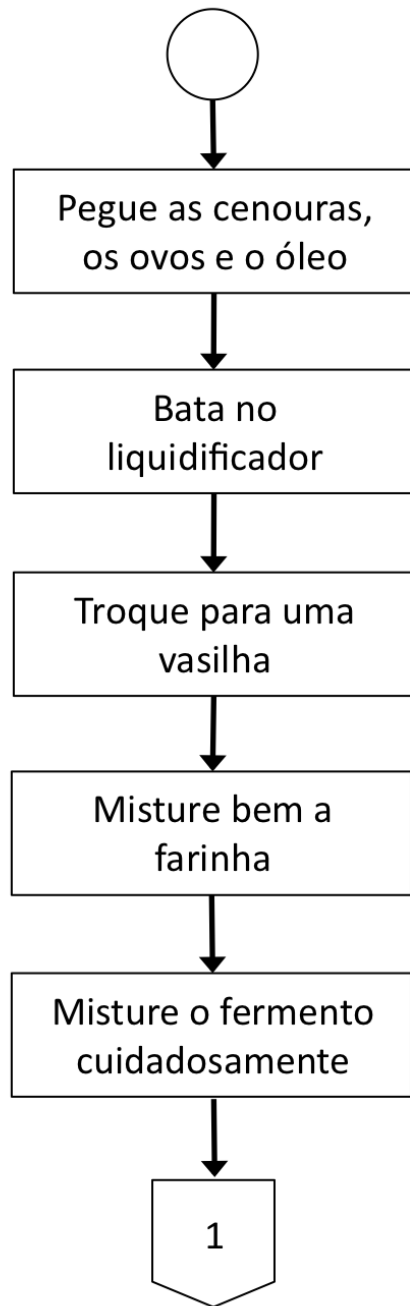 Pegue as cenouras,
os ovos e o óleo
Bata no
liquidificador
Troque para uma
vasilha
Misture bem a
farinha
Misture o fermento
cuidadosamente
1